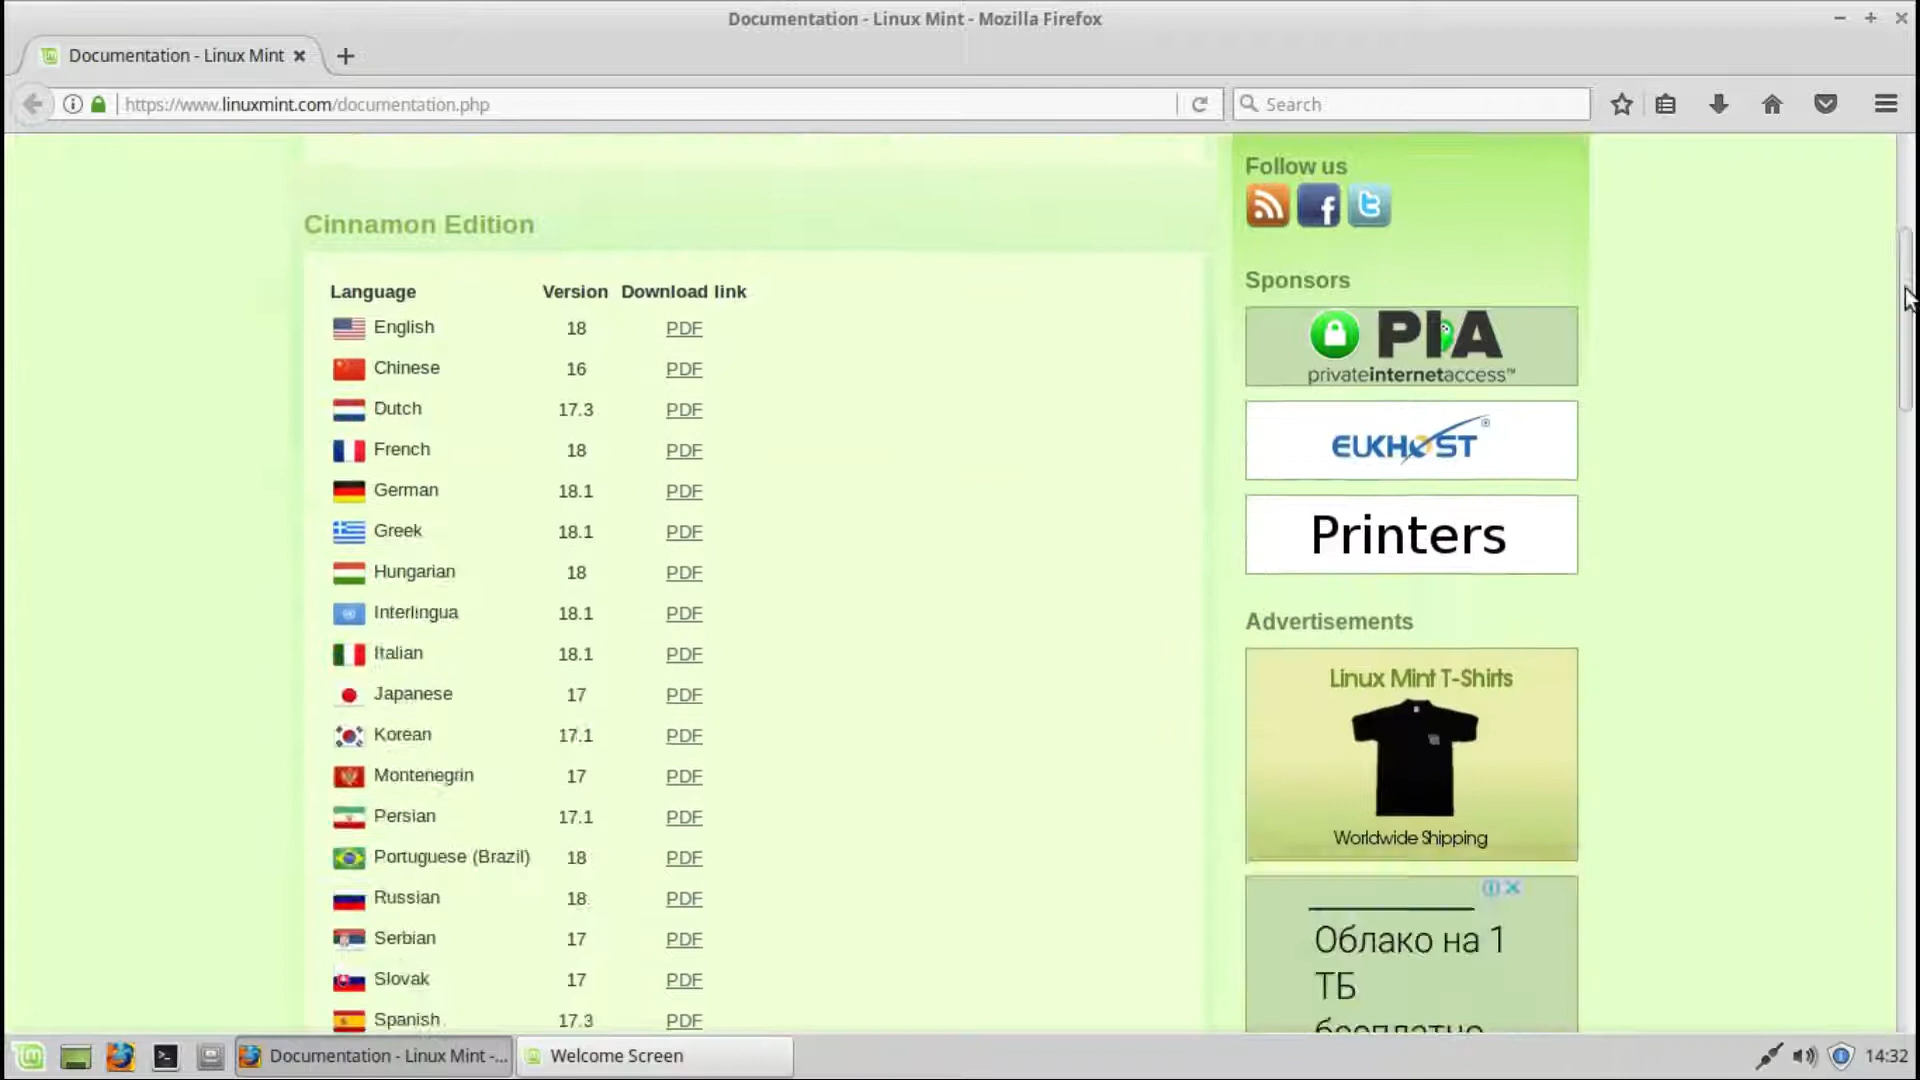 Documentation - Linux Mint - Mozilla Firefox
Documentation - Linux Mint
https://www.linuxmint.com/documentation.php
Search
Cinnamon Edition
Language Version Download link
English 18 PDF
Chinese 16 PDF
Dutch 17.3 PDF
French 18 PDF
German 18.1 PDF
Greek 18.1 PDF
Hungarian 18 PDF
Interlingua 18.1 PDF
Italian 18.1 PDF
Japanese 17 PDF
Korean 17.1 PDF
Montenegrin 17 PDF
Persian 17.1 PDF
Portuguese (Brazil) 18 PDF
Russian 18 PDF
Serbian 17 PDF
Slovak 17 PDF
Spanish 17.3 PDF
Follow us
Sponsors
PIA
privateinternetaccess™
EUKHOST®
Printers
Advertisements
Linux Mint T-Shirts
Worldwide Shipping
Облако на 1
ТБ
бесплатно
Documentation - Linux Mint -...
Welcome Screen
14:32